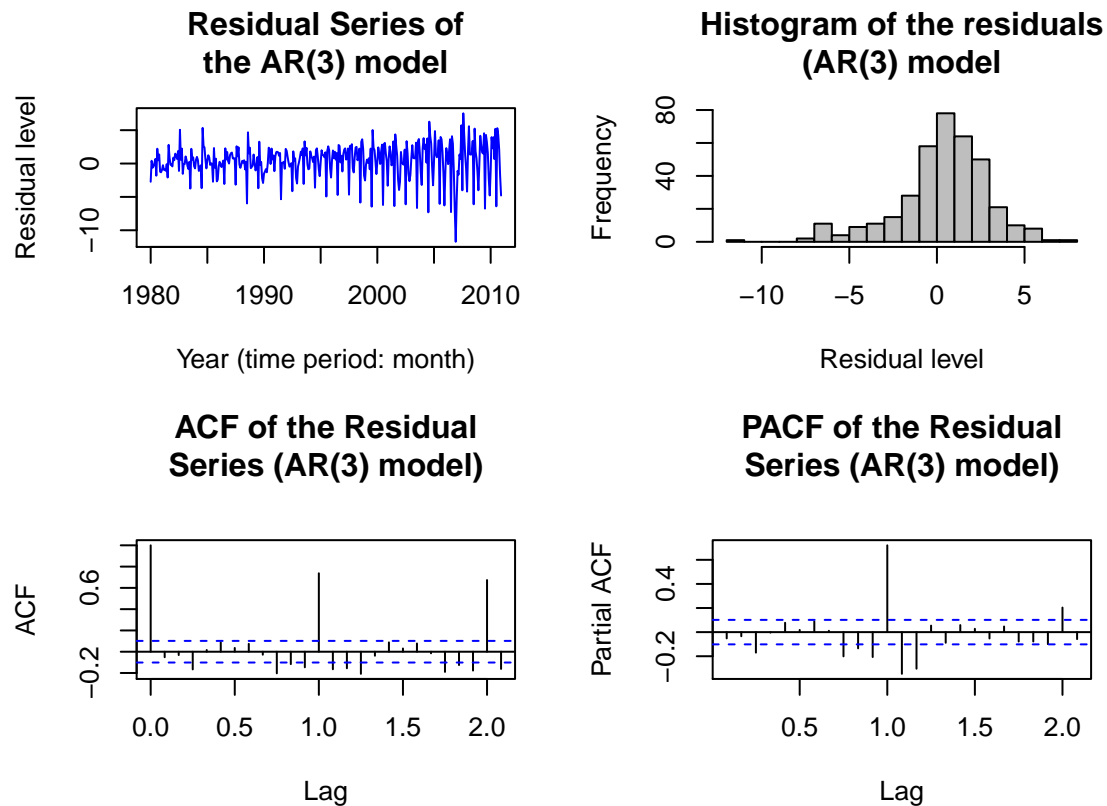 Residual Series of
the AR(3) model
Residual level
0
−10
1980 1990 2000 2010
Year (time period: month)
Histogram of the residuals
(AR(3) model
Frequency
80
40
0
−10 −5 0 5
Residual level
ACF of the Residual
Series (AR(3) model)
ACF
0.6
−0.2
0.0 0.5 1.0 1.5 2.0
Lag
PACF of the Residual
Series (AR(3) model)
Partial ACF
0.4
−0.2
0.5 1.0 1.5 2.0
Lag